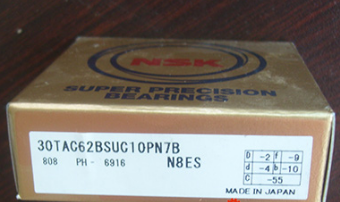 NSK
SUPER PRECISION
BEARINGS
30TAC62BSUC10PN7B
808 PH - 6916 N8ES
D -2 f -9
d -4 b -10
C -55
MADE IN JAPAN